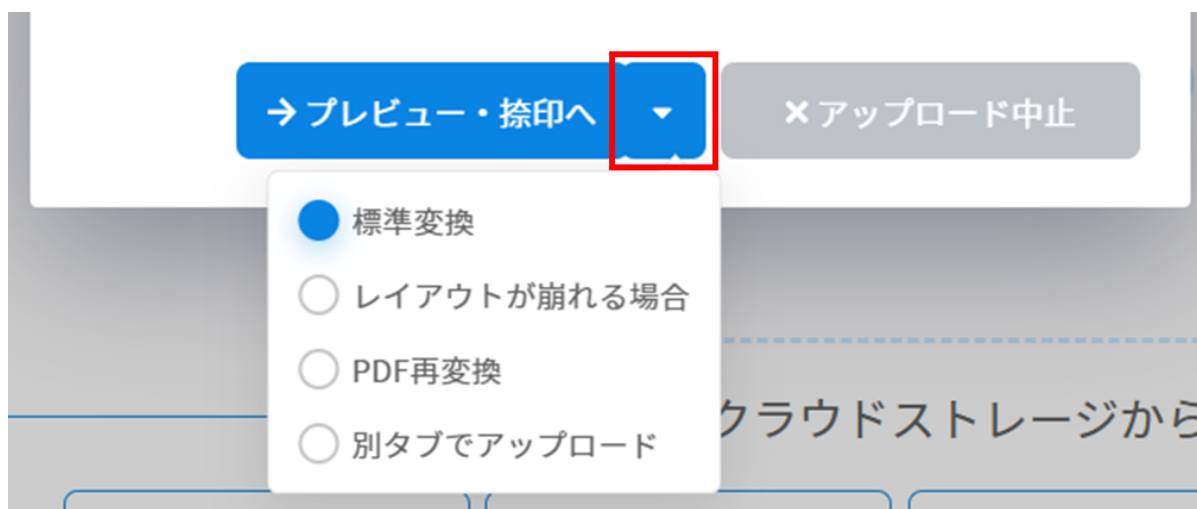 → プレビュー・捺印へ
× アップロード中止
標準変換
レイアウトが崩れる場合
PDF再変換
別タブでアップロード
クラウドストレージから